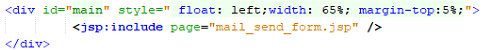 <div id="main" style=" float: left;width: 65%; margin-top:5%;">
<jsp:include page="mail_send_form.jsp" />
</div>